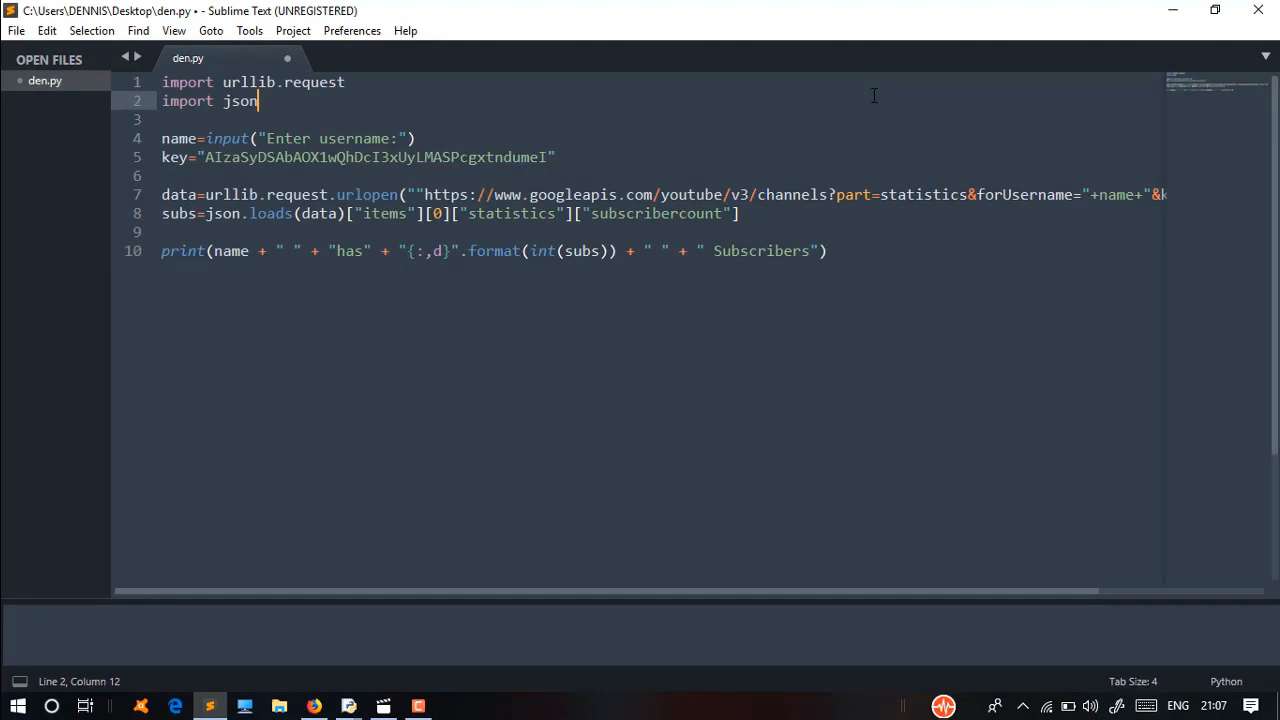 C:\Users\DENNIS\Desktop\den.py • - Sublime Text (UNREGISTERED)
File Edit Selection Find View Goto Tools Project Preferences Help
OPEN FILES
den.py
den.py
1 import urllib.request
2 import json
3
4 name=input("Enter username:")
5 key="AIzaSyDSAbAOX1wQhDcI3xUyLMASPcgxtndumeI"
6
7 data=urllib.request.urlopen(""https://www.googleapis.com/youtube/v3/channels?part=statistics&forUsername="+name+"&k
8 subs=json.loads(data)["items"][0]["statistics"]["subscribercount"]
9
10 print(name + " " + "has" + "{:,d}".format(int(subs)) + " " + " Subscribers")
Line 2, Column 12
Tab Size: 4
Python
ENG
21:07